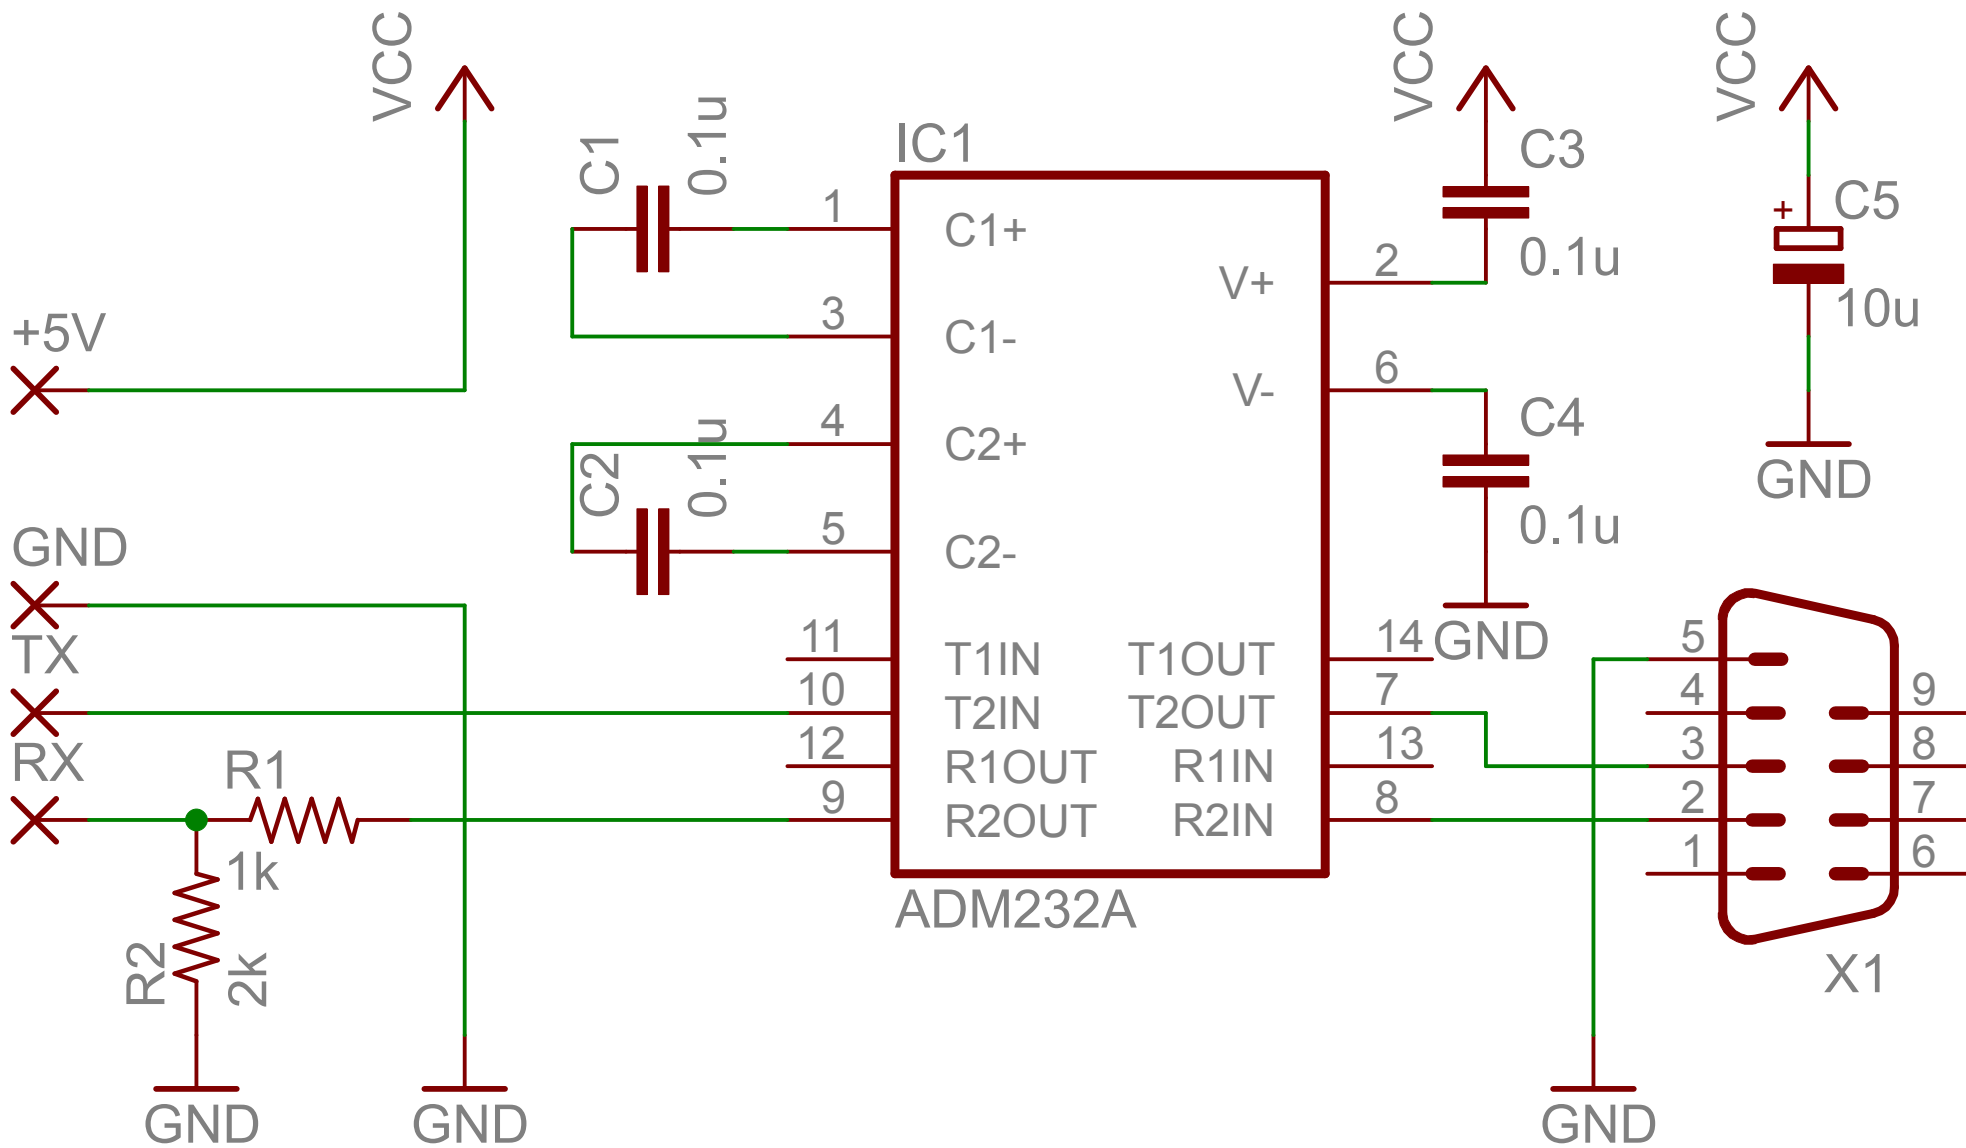 VCC
VCC
VCC
+5V
GND
TX
RX
C1
0.1u
C2
0.1u
R1
1k
R2
2k
GND
GND
IC1
1
C1+
3
C1-
4
C2+
5
C2-
11
T1IN
10
T2IN
12
R1OUT
9
R2OUT
V+
2
V-
6
T1OUT
14
T2OUT
7
R1IN
13
R2IN
8
ADM232A
C3
0.1u
C4
0.1u
GND
C5
+
10u
GND
5
4
3
2
1
9
8
7
6
X1
GND